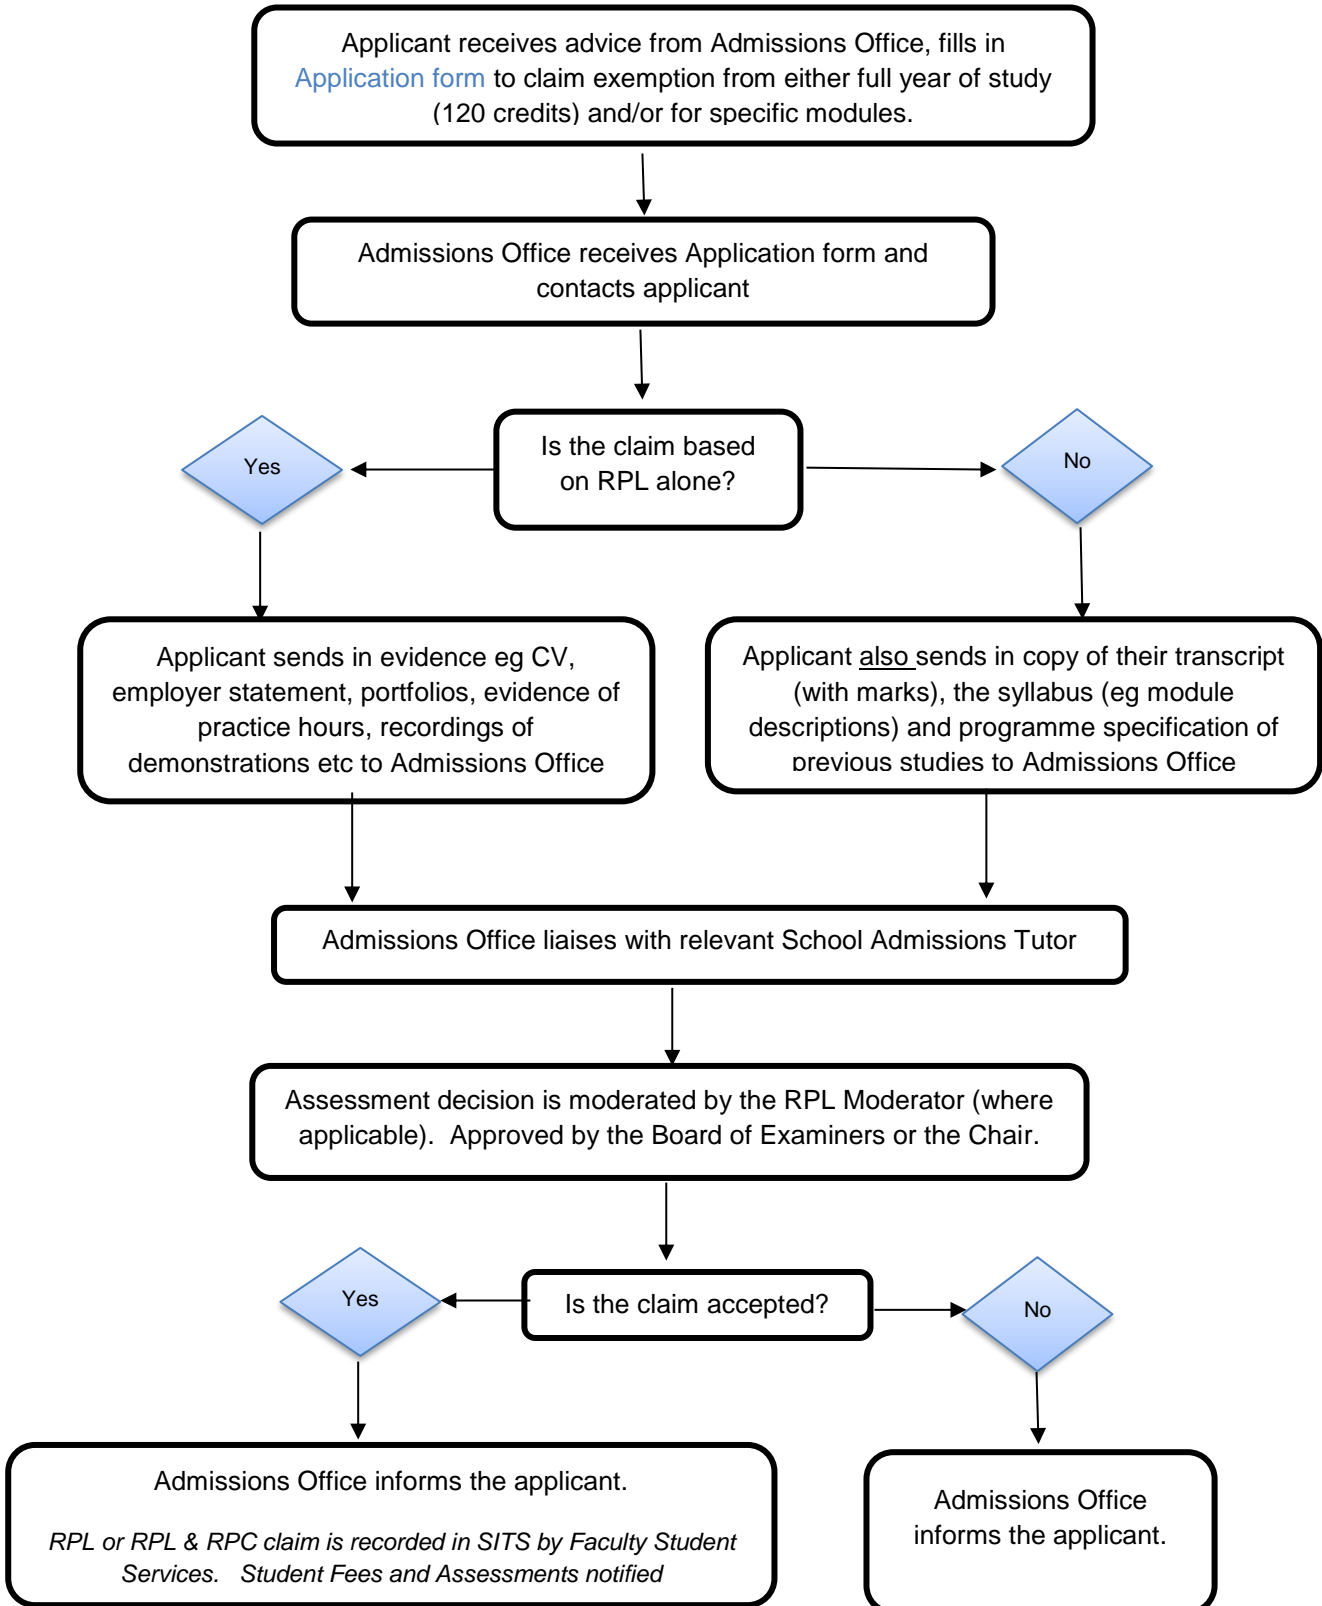 Applicant receives advice from Admissions Office, fills in
Application form to claim exemption from either full year of study
(120 credits) and/or for specific modules.
Admissions Office receives Application form and
contacts applicant
Is the claim based
on RPL alone?
Yes
No
Applicant sends in evidence eg CV,
employer statement, portfolios, evidence of
practice hours, recordings of
demonstrations etc to Admissions Office
Applicant also sends in copy of their transcript
(with marks), the syllabus (eg module
descriptions) and programme specification of
previous studies to Admissions Office
Admissions Office liaises with relevant School Admissions Tutor
Assessment decision is moderated by the RPL Moderator (where
applicable).  Approved by the Board of Examiners or the Chair.
Is the claim accepted?
Yes
No
Admissions Office informs the applicant.
RPL or RPL & RPC claim is recorded in SITS by Faculty Student
Services.   Student Fees and Assessments notified
Admissions Office
informs the applicant.